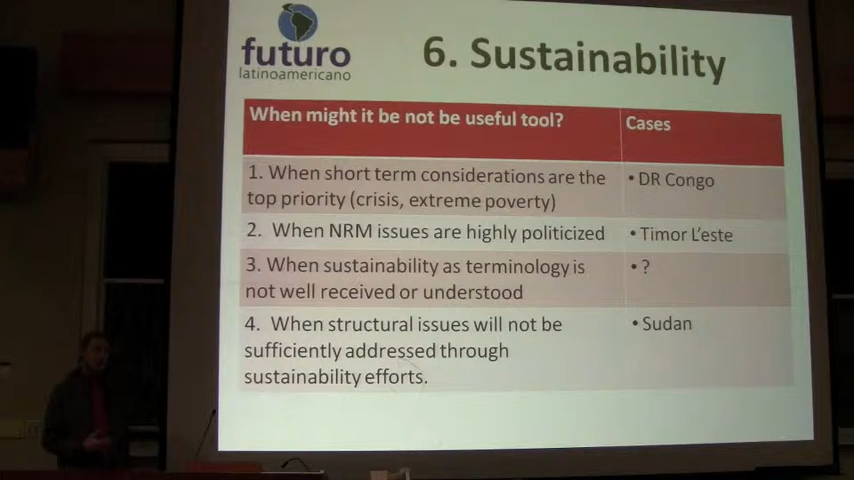 futuro
latinoamericano
6. Sustainability
When might it be not be useful tool?
Cases
1. When short term considerations are the
top priority (crisis, extreme poverty)
• DR Congo
2. When NRM issues are highly politicized
• Timor L'este
3. When sustainability as terminology is
not well received or understood
• ?
4. When structural issues will not be
sufficiently addressed through
sustainability efforts.
• Sudan